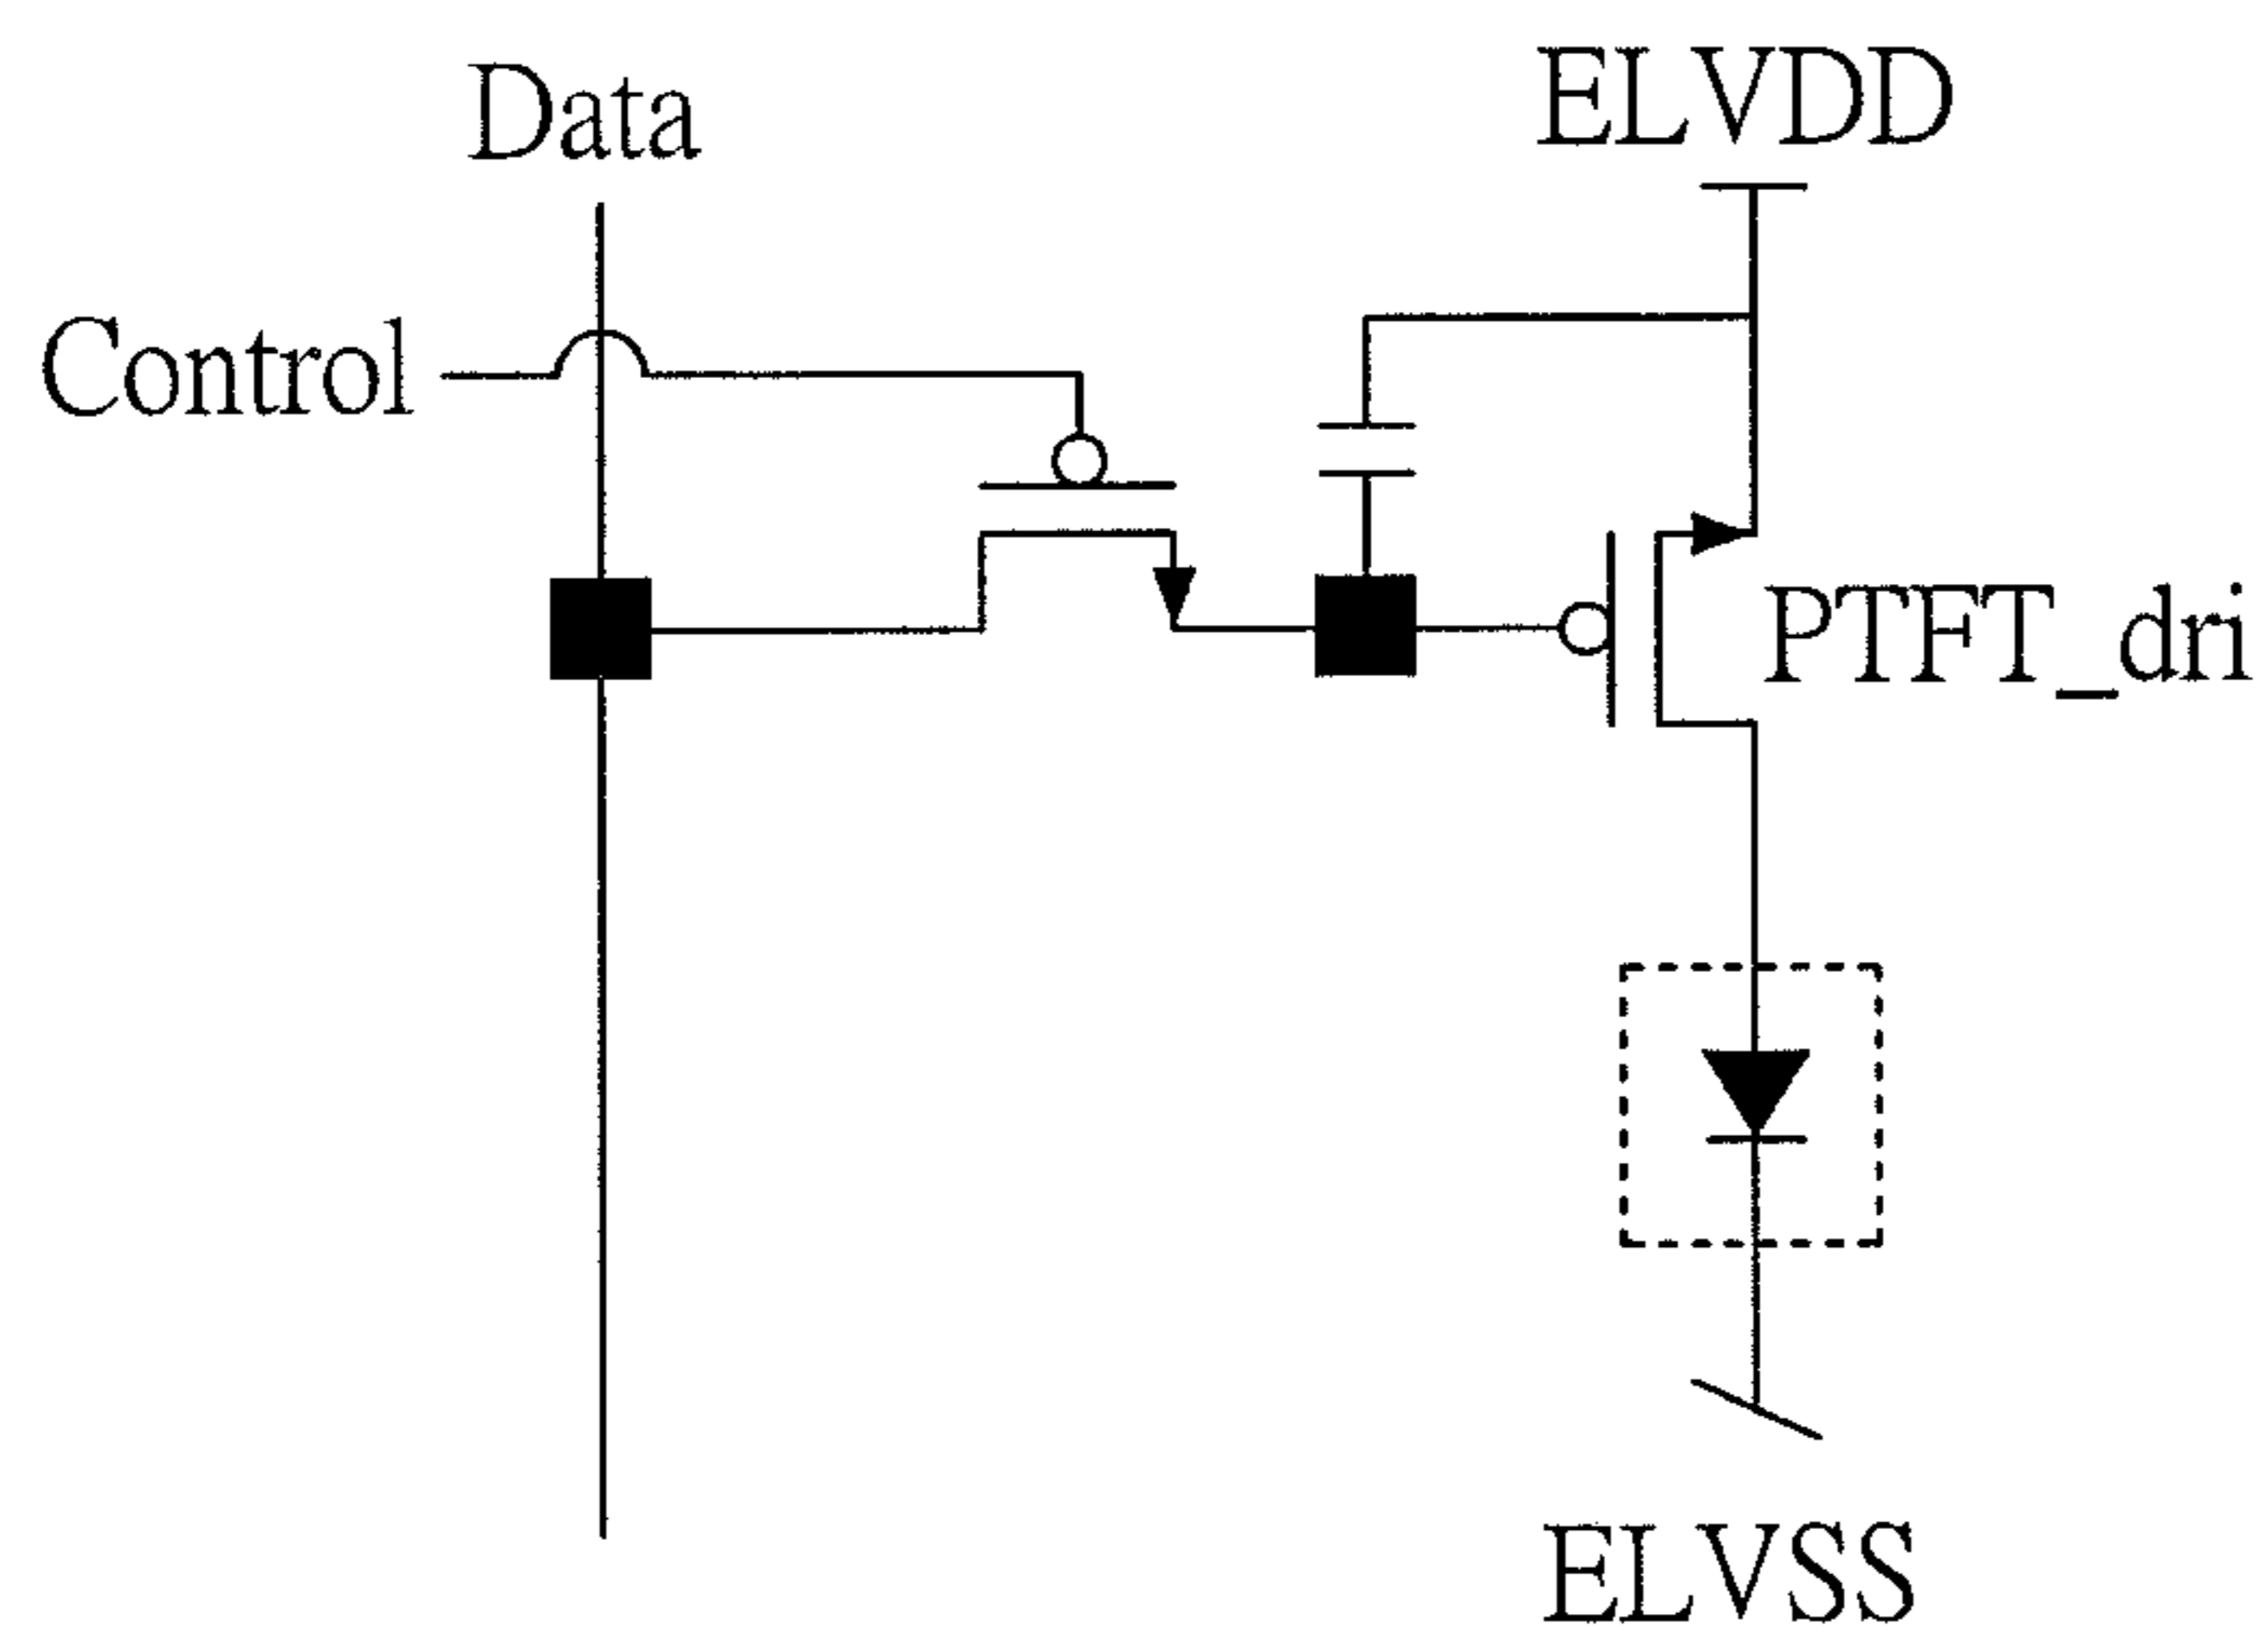 Data
ELVDD
Control
PTFT_dri
ELVSS